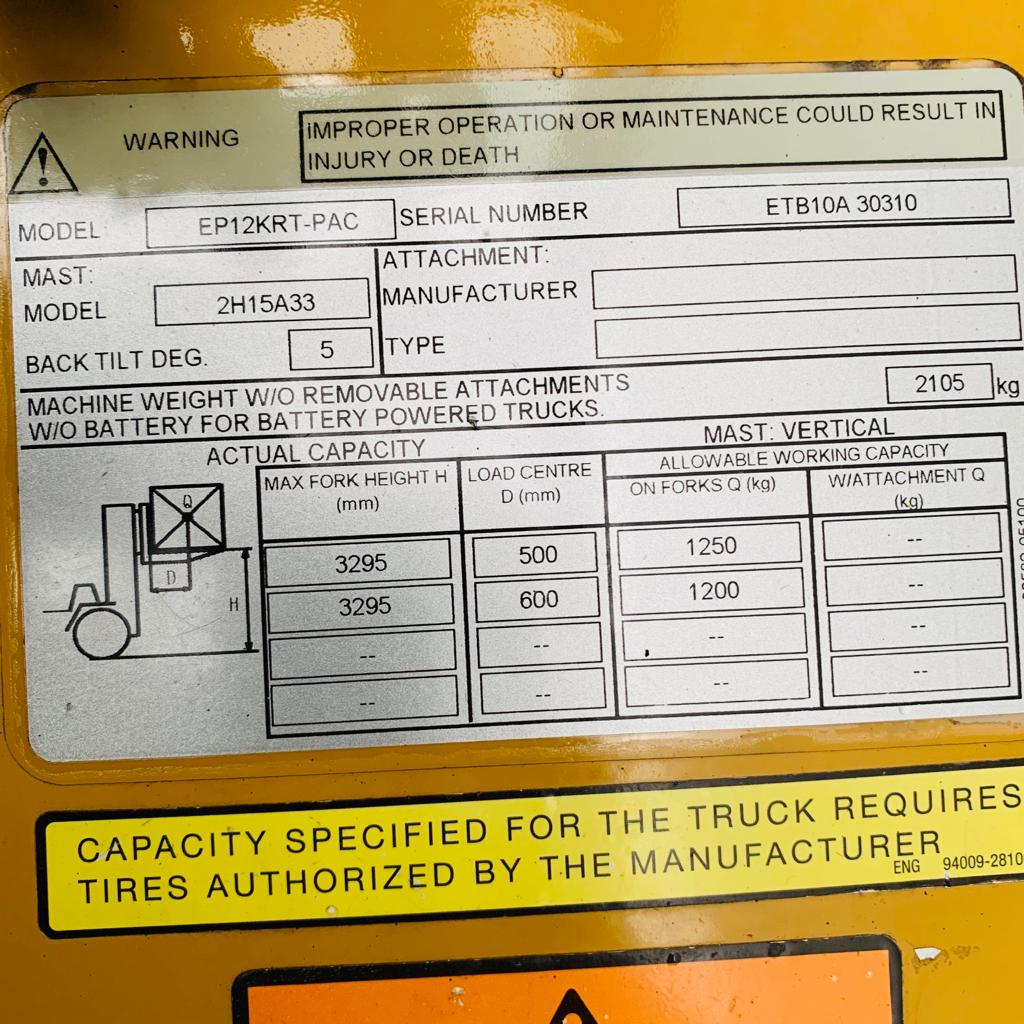 WARNING
iMPROPER OPERATION OR MAINTENANCE COULD RESULT IN
INJURY OR DEATH
MODEL EP12KRT-PAC SERIAL NUMBER ETB10A 30310
MAST:
MODEL 2H15A33
BACK TILT DEG. 5
ATTACHMENT:
MANUFACTURER
TYPE
MACHINE WEIGHT W/O REMOVABLE ATTACHMENTS
W/O BATTERY FOR BATTERY POWERED TRUCKS.
2105 kg
ACTUAL CAPACITY
MAST: VERTICAL
MAX FORK HEIGHT H
(mm)
LOAD CENTRE
D (mm)
ALLOWABLE WORKING CAPACITY
ON FORKS Q (kg)
W/ATTACHMENT Q
(kg)
3295 500 1250 --
3295 600 1200 --
-- -- -- --
-- -- -- --
Q
D
H
CAPACITY SPECIFIED FOR THE TRUCK REQUIRES
TIRES AUTHORIZED BY THE MANUFACTURER
ENG 94009-2810